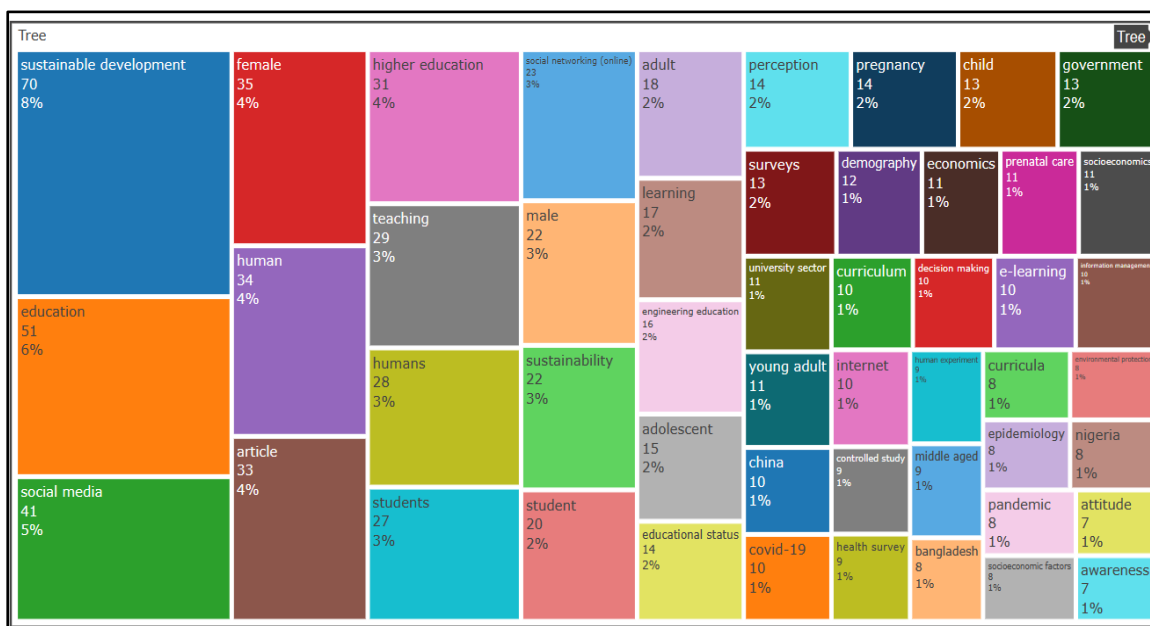 Tree
Tree
sustainable development
70
8%
education
51
6%
social media
41
5%
female
35
4%
human
34
4%
article
33
4%
higher education
31
4%
teaching
29
3%
humans
28
3%
students
27
3%
social networking (online)
23
3%
male
22
3%
sustainability
22
3%
student
20
2%
adult
18
2%
learning
17
2%
engineering education
16
2%
adolescent
15
2%
educational status
14
2%
perception
14
2%
pregnancy
14
2%
child
13
2%
government
13
2%
surveys
13
2%
demography
12
1%
economics
11
1%
prenatal care
11
1%
socioeconomics
11
1%
university sector
11
1%
curriculum
10
1%
decision making
10
1%
e-learning
10
1%
information management
10
1%
young adult
11
1%
internet
10
1%
human experiment
9
1%
curricula
8
1%
environmental protection
8
1%
china
10
1%
controlled study
9
1%
middle aged
9
1%
epidemiology
8
1%
nigeria
8
1%
pandemic
8
1%
attitude
7
1%
covid-19
10
1%
health survey
9
1%
bangladesh
8
1%
socioeconomic factors
8
1%
awareness
7
1%